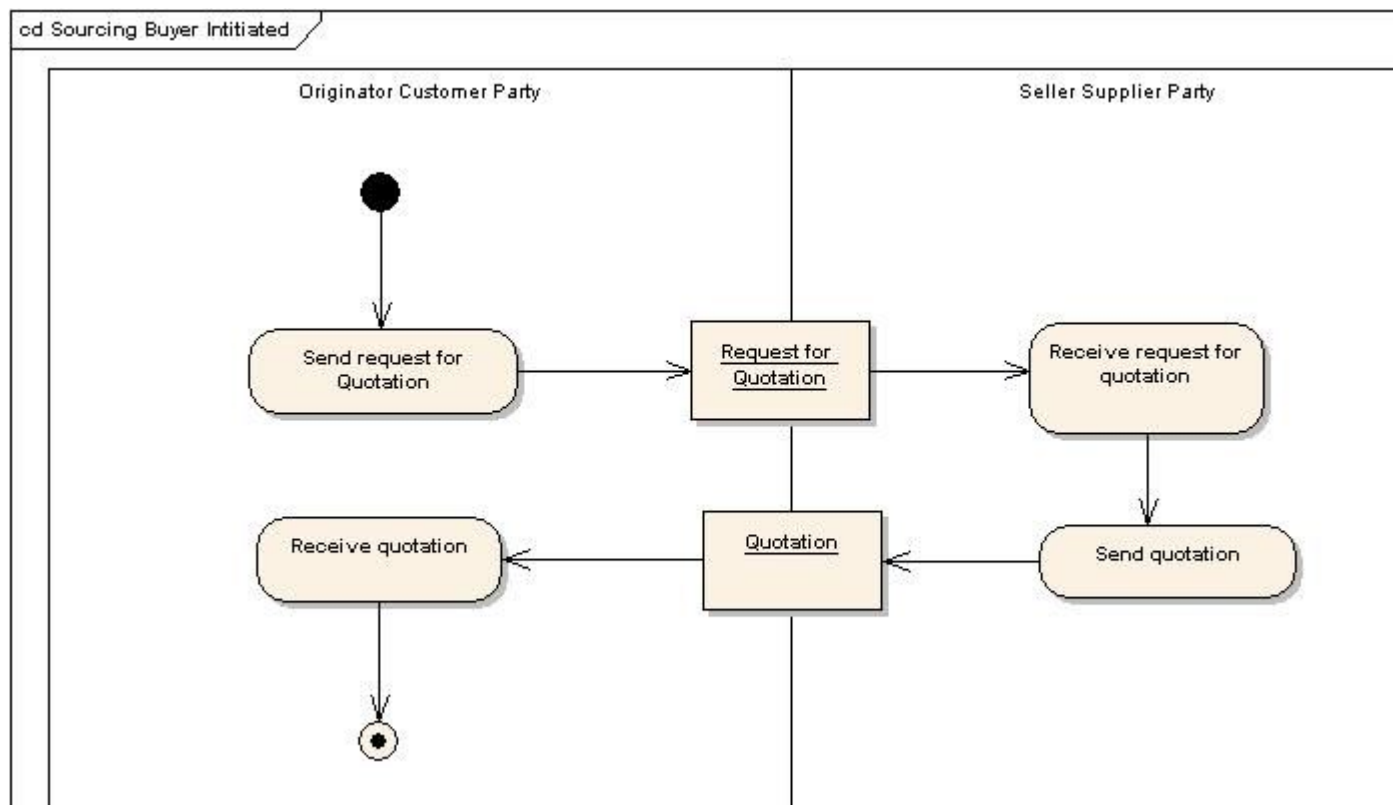 cd Sourcing Buyer Intitiated
Originator Customer Party
Seller Supplier Party
Send request for
Quotation
Request for
Quotation
Receive request for
quotation
Receive quotation
Quotation
Send quotation